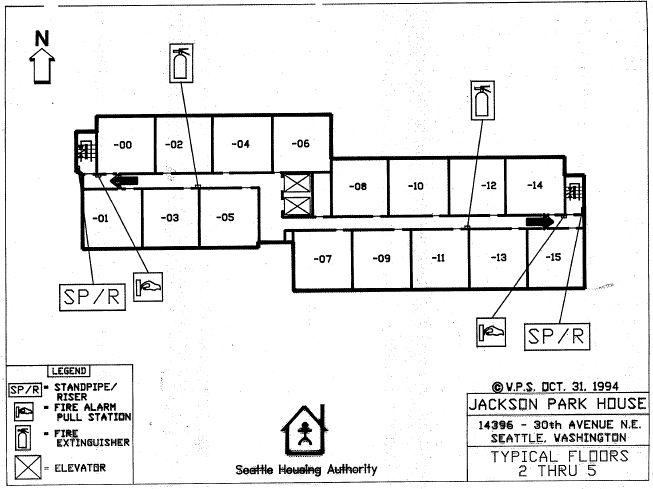 N
-00
-02
-04
-06
-08
-10
-12
-14
-01
-03
-05
-07
-09
-11
-13
-15
SP/R
SP/R
LEGEND
SP/R = STANDPIPE/
RISER
= FIRE ALARM
PULL STATION
= FIRE
EXTINGUISHER
= ELEVATOR
Seattle Housing Authority
© V.P.S. OCT. 31, 1994
JACKSON PARK HOUSE
14396 - 30th AVENUE N.E.
SEATTLE, WASHINGTON
TYPICAL FLOORS
2 THRU 5